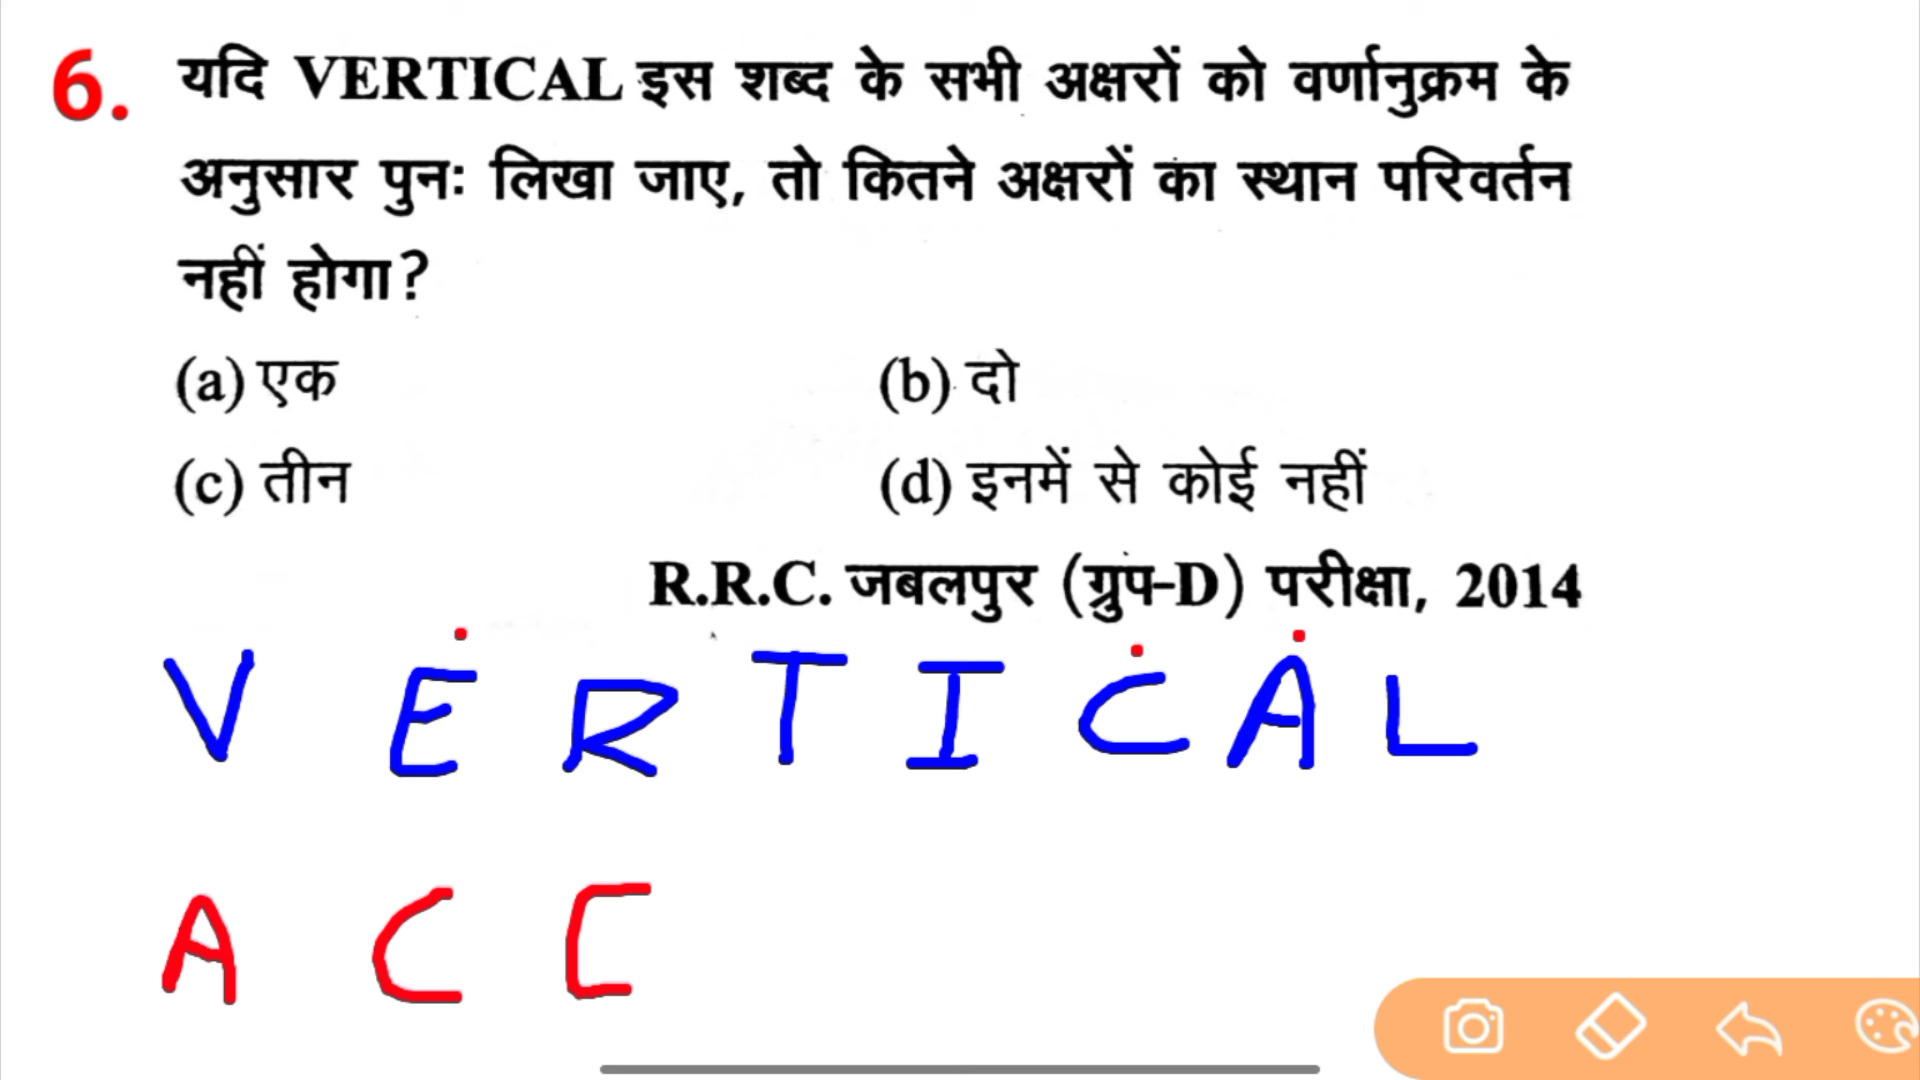 6. यदि VERTICAL इस शब्द के सभी अक्षरों को वर्णानुक्रम के
अनुसार पुनः लिखा जाए, तो कितने अक्षरों का स्थान परिवर्तन
नहीं होगा?
(a) एक (b) दो
(c) तीन (d) इनमें से कोई नहीं
R.R.C. जबलपुर (ग्रुप-D) परीक्षा, 2014
V E R T I C A L
A C